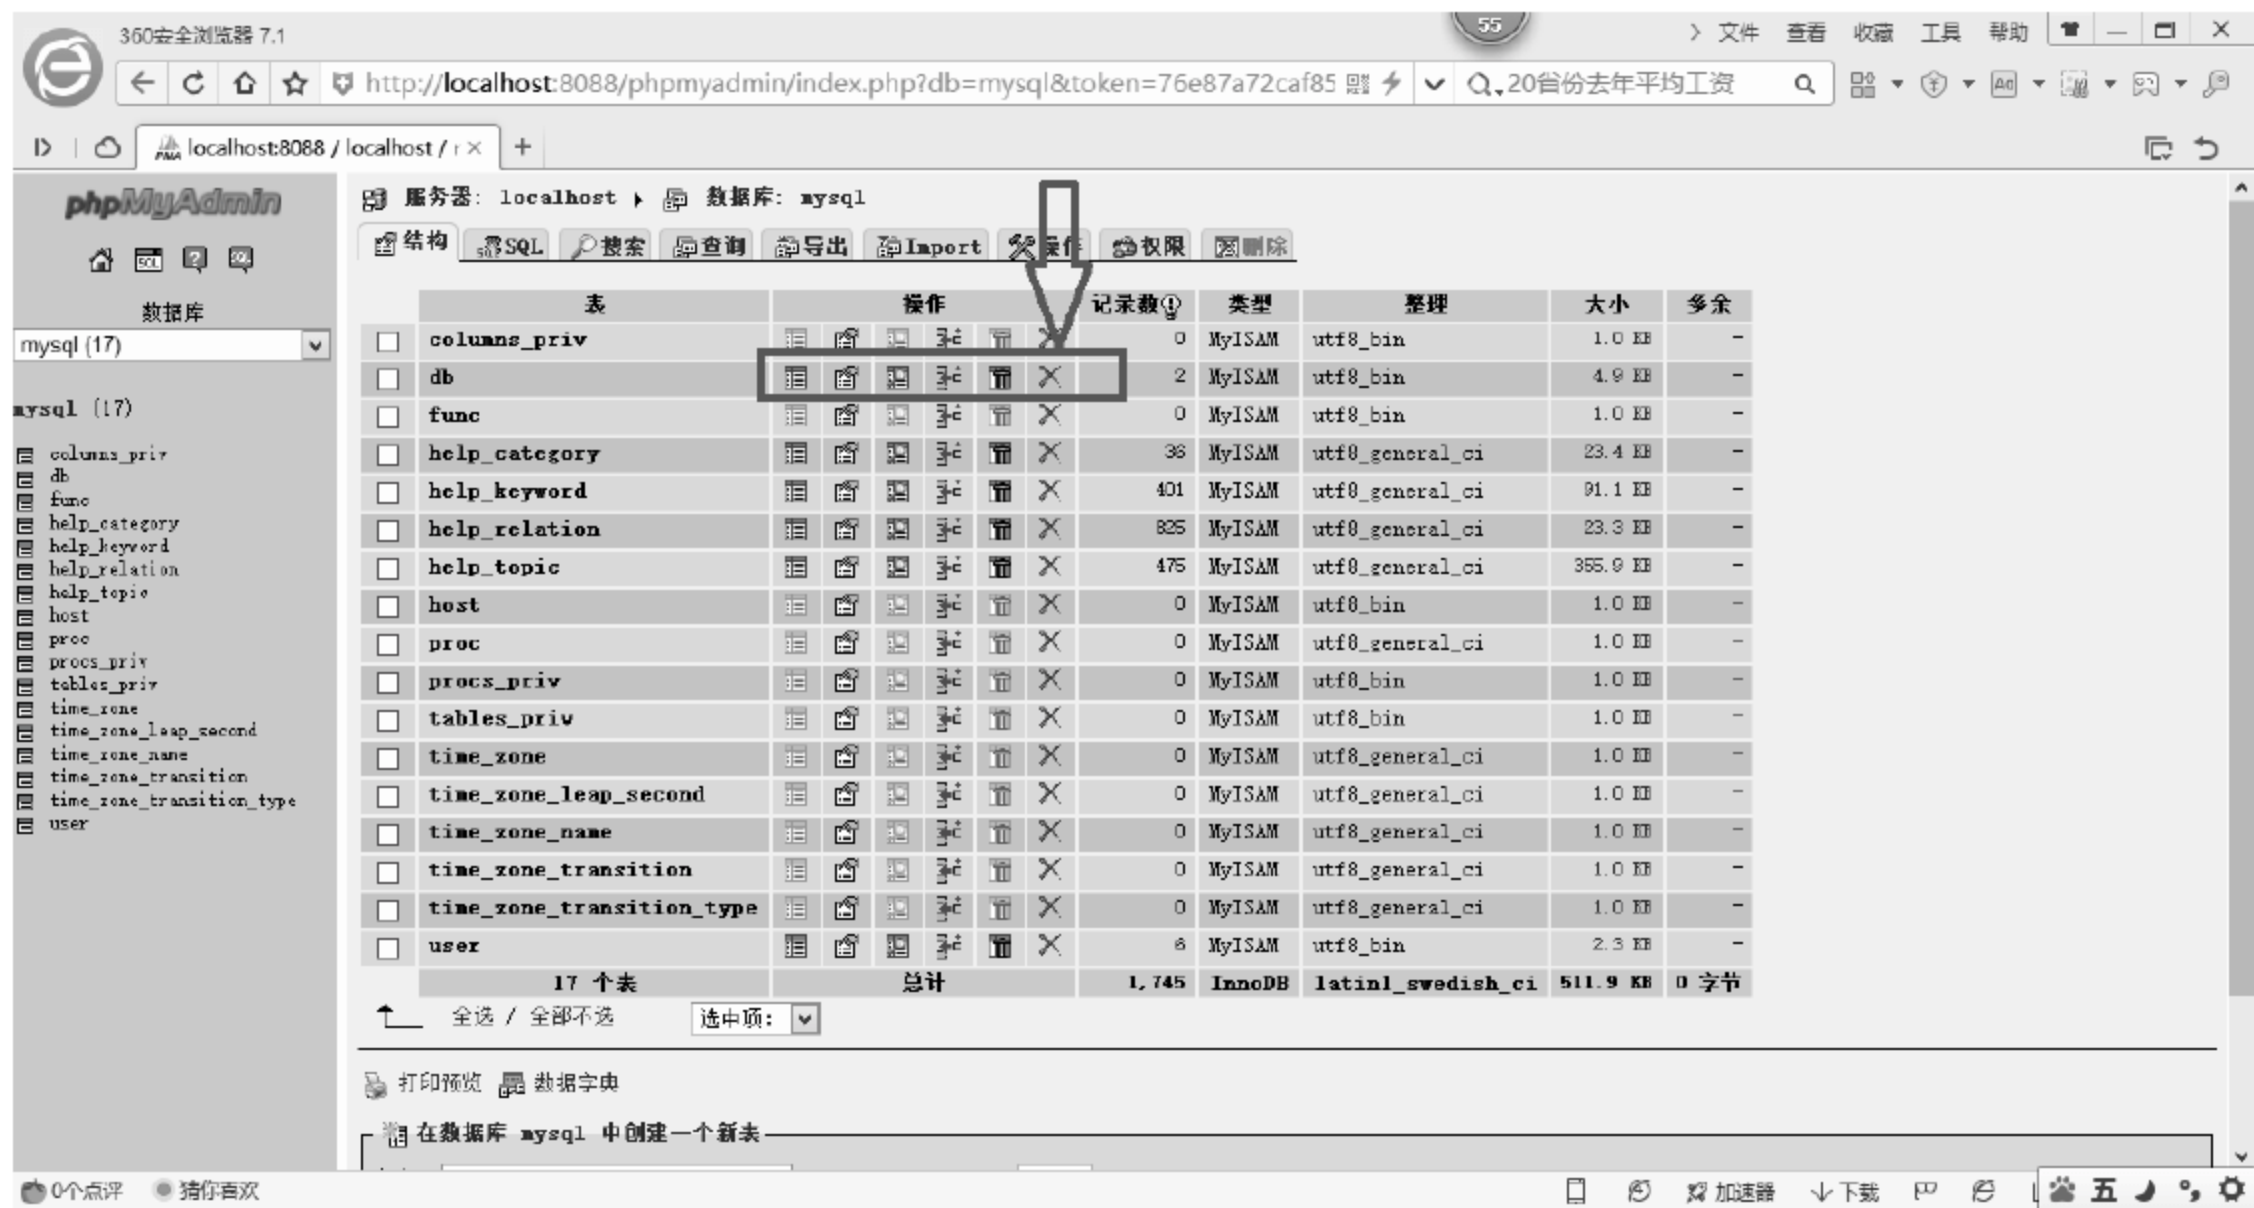 55
360安全浏览器 7.1
文件 查看 收藏 工具 帮助
http://localhost:8088/phpmyadmin/index.php?db=mysql&token=76e87a72caf85 20省份去年平均工资
localhost:8088 / localhost / r
phpMyAdmin
数据库
mysql (17)
mysql (17)
columns_priv
db
func
help_category
help_keyword
help_relation
help_topic
host
proc
procs_priv
tables_priv
time_zone
time_zone_leap_second
time_zone_name
time_zone_transition
time_zone_transition_type
user
服务器: localhost 数据库: mysql
结构 SQL 搜索 查询 导出 Import 操作 权限 删除
表 操作 记录数 类型 整理 大小 多余
columns_priv 0 MyISAM utf8_bin 1.0 KB -
db 2 MyISAM utf8_bin 4.9 KB -
func 0 MyISAM utf8_bin 1.0 KB -
help_category 36 MyISAM utf8_general_ci 23.4 KB -
help_keyword 401 MyISAM utf8_general_ci 91.1 KB -
help_relation 825 MyISAM utf8_general_ci 23.3 KB -
help_topic 475 MyISAM utf8_general_ci 355.9 KB -
host 0 MyISAM utf8_bin 1.0 KB -
proc 0 MyISAM utf8_general_ci 1.0 KB -
procs_priv 0 MyISAM utf8_bin 1.0 KB -
tables_priv 0 MyISAM utf8_bin 1.0 KB -
time_zone 0 MyISAM utf8_general_ci 1.0 KB -
time_zone_leap_second 0 MyISAM utf8_general_ci 1.0 KB -
time_zone_name 0 MyISAM utf8_general_ci 1.0 KB -
time_zone_transition 0 MyISAM utf8_general_ci 1.0 KB -
time_zone_transition_type 0 MyISAM utf8_general_ci 1.0 KB -
user 6 MyISAM utf8_bin 2.3 KB -
17 个表 总计 1,745 InnoDB latin1_swedish_ci 511.9 KB 0 字节
全选 / 全部不选 选中项:
打印预览 数据字典
在数据库 mysql 中创建一个新表
0个点评 猜你喜欢 加速器 下载 五